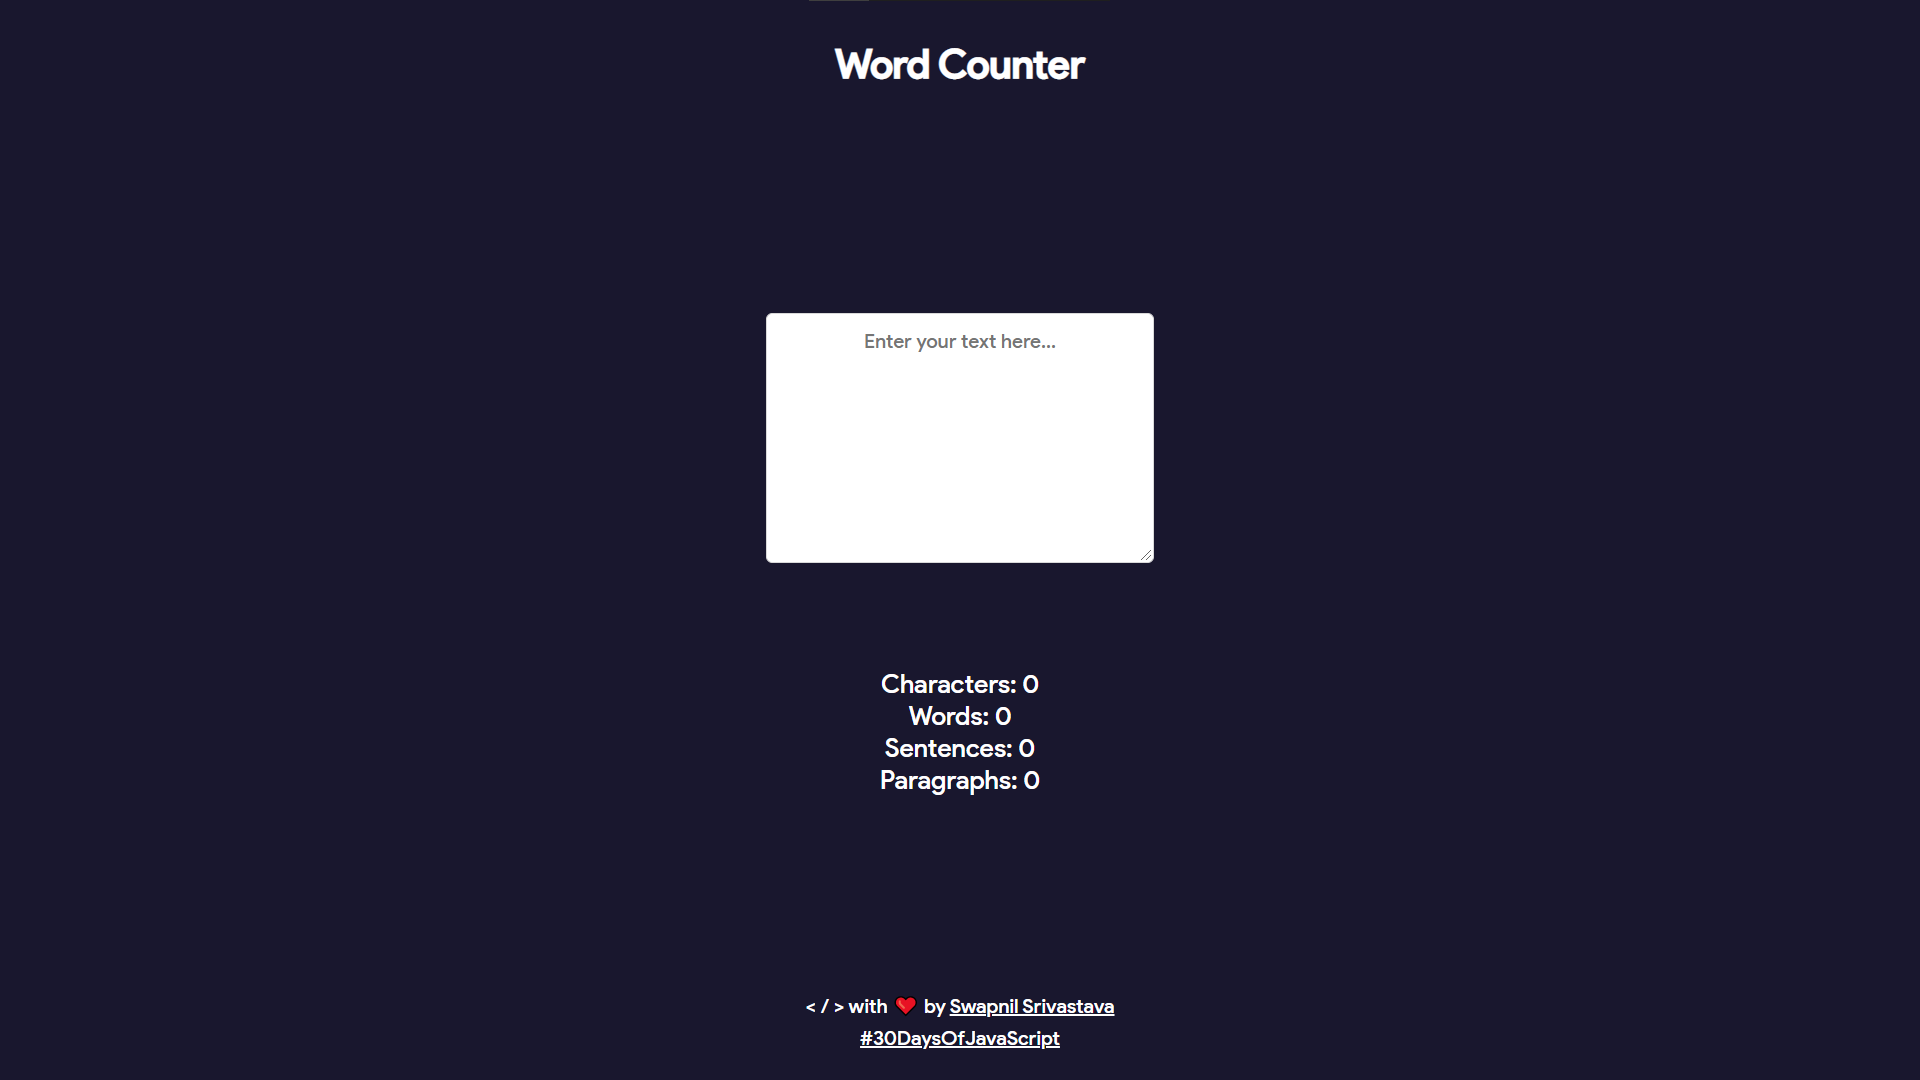 Word Counter
Enter your text here...
Characters: 0
Words: 0
Sentences: 0
Paragraphs: 0
< / > with ❤️ by Swapnil Srivastava
#30DaysOfJavaScript